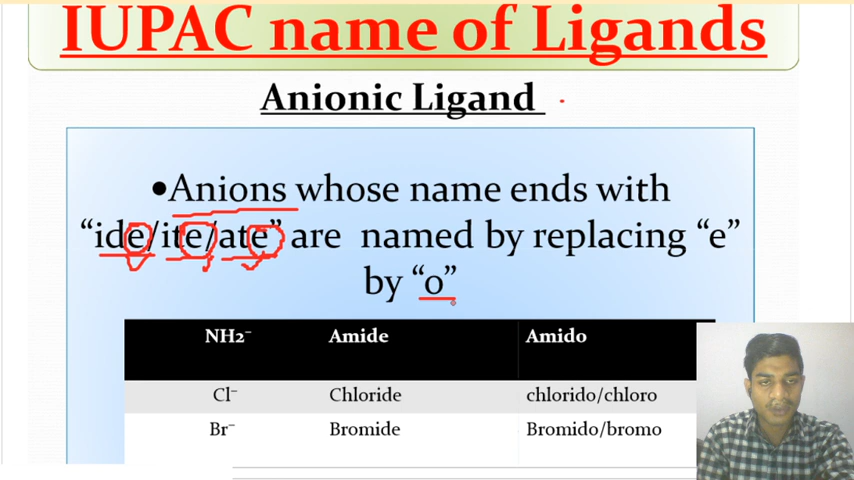 IUPAC name of Ligands
Anionic Ligand
•Anions whose name ends with
“ide/ite/ate” are named by replacing “e”
by “o”
NH2⁻ Amide Amido
Cl⁻ Chloride chlorido/chloro
Br⁻ Bromide Bromido/bromo